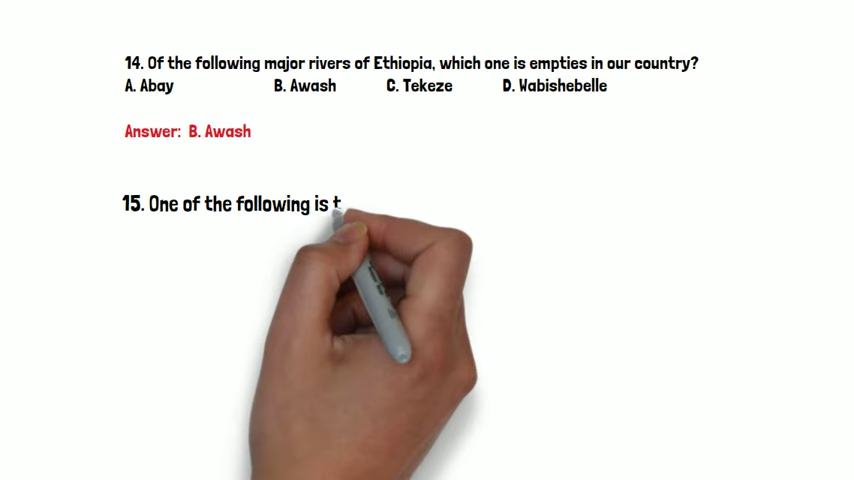 14. Of the following major rivers of Ethiopia, which one is empties in our country?
A. Abay B. Awash C. Tekeze D. Wabishebelle
Answer: B. Awash
15. One of the following is t